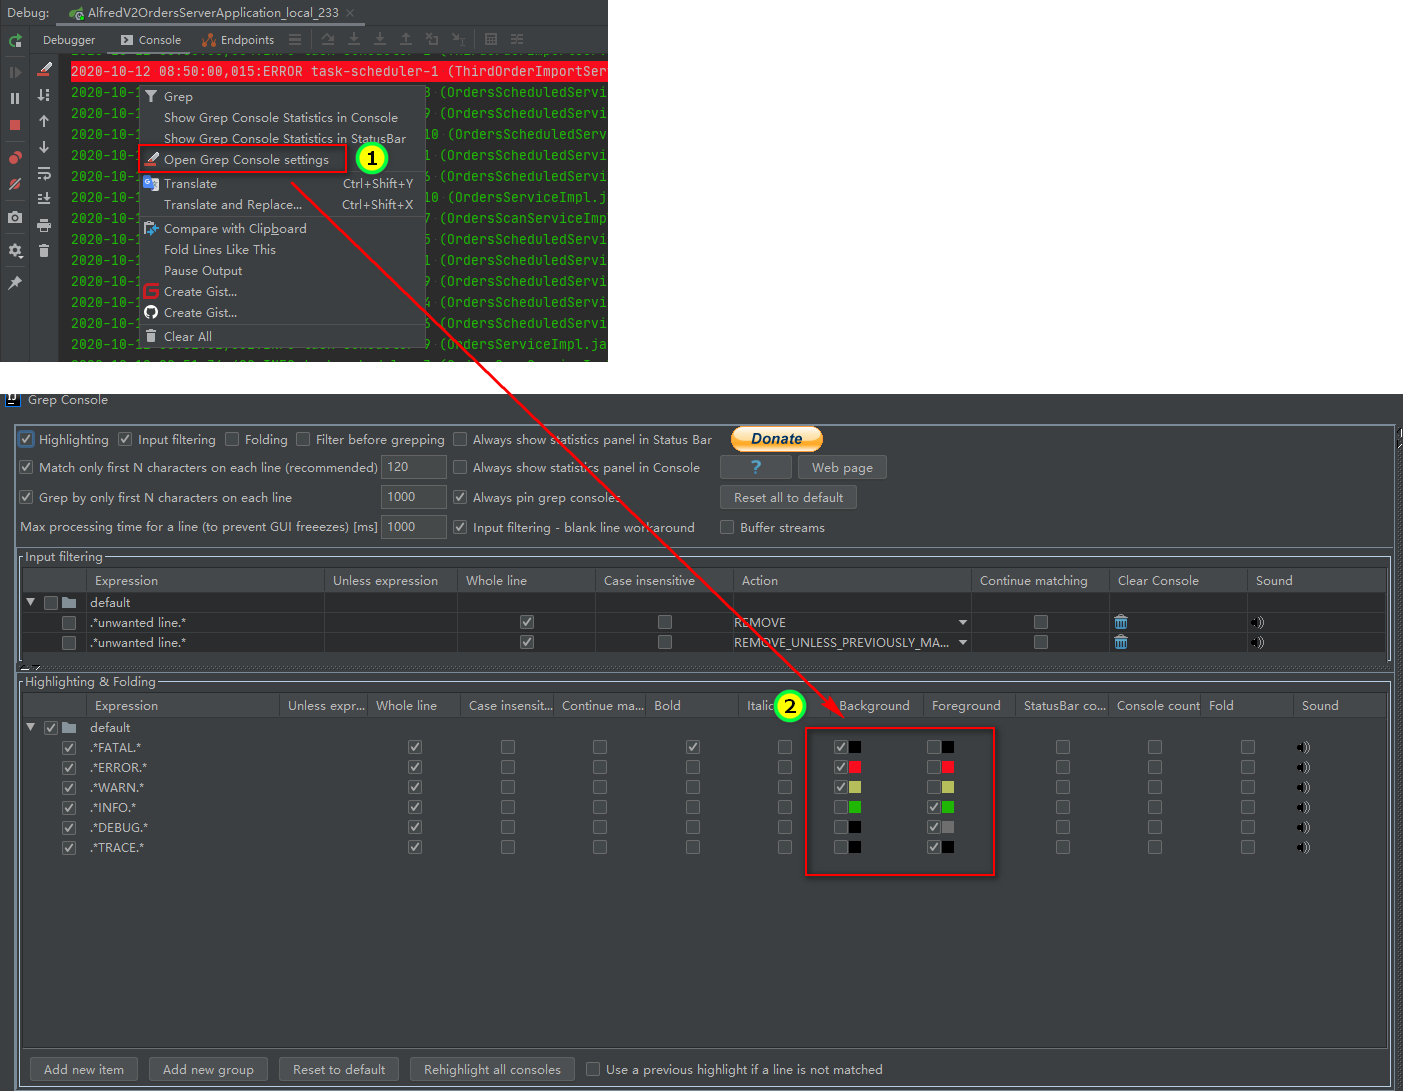 Debug: AlfredV2OrdersServerApplication_local_233
Debugger Console Endpoints
2020-10-12 08:50:00,015:ERROR task-scheduler-1 (ThirdOrderImportSer
2020-10-1 8 (OrdersScheduledServi
2020-10-1 9 (OrdersScheduledServi
2020-10-1 10 (OrdersScheduledServ
2020-10-1 1 (OrdersScheduledServi
2020-10-1 6 (OrdersScheduledServi
2020-10-1 10 (OrdersServiceImpl.j
2020-10-1 7 (OrdersScanServiceImp
2020-10-1 5 (OrdersScheduledServi
2020-10-1 1 (OrdersScheduledServi
2020-10-1 9 (OrdersScheduledServi
2020-10-1 4 (OrdersScheduledServi
2020-10-1 6 (OrdersScheduledServi
2020-10-1 9 (OrdersServiceImpl.ja
Grep
Show Grep Console Statistics in Console
Show Grep Console Statistics in StatusBar
Open Grep Console settings 1
Translate Ctrl+Shift+Y
Translate and Replace... Ctrl+Shift+X
Compare with Clipboard
Fold Lines Like This
Pause Output
Create Gist...
Create Gist...
Clear All
Grep Console
Highlighting Input filtering Folding Filter before grepping Always show statistics panel in Status Bar Donate
Match only first N characters on each line (recommended) 120 Always show statistics panel in Console ? Web page
Grep by only first N characters on each line 1000 Always pin grep consoles Reset all to default
Max processing time for a line (to prevent GUI freeezes) [ms] 1000 Input filtering - blank line workaround Buffer streams
Input filtering
Expression Unless expression Whole line Case insensitive Action Continue matching Clear Console Sound
default
.*unwanted line.* REMOVE
.*unwanted line.* REMOVE_UNLESS_PREVIOUSLY_MA...
Highlighting & Folding
Expression Unless expr... Whole line Case insensit... Continue ma... Bold Italic 2 Background Foreground StatusBar co... Console count Fold Sound
default
.*FATAL.*
.*ERROR.*
.*WARN.*
.*INFO.*
.*DEBUG.*
.*TRACE.*
Add new item Add new group Reset to default Rehighlight all consoles Use a previous highlight if a line is not matched